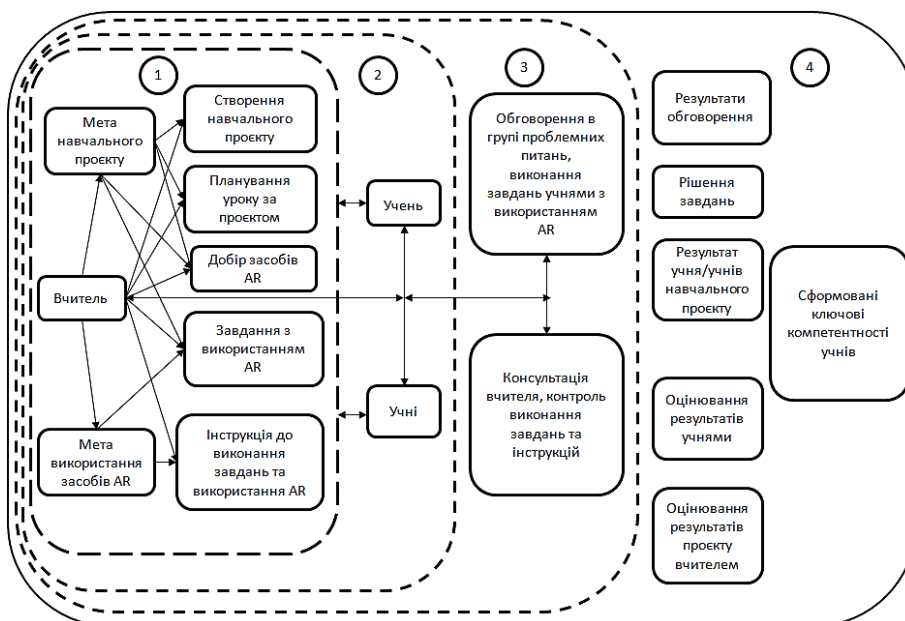 1
2
3
4
Мета
навчального
проєкту
Створення
навчального
проєкту
Планування
уроку за
проєктом
Добір засобів
AR
Вчитель
Завдання з
використанням
AR
Мета
використання
засобів AR
Інструкція до
виконання
завдань та
використання AR
Учень
Учні
Обговорення в
групі проблемних
питань,
виконання
завдань учнями з
використанням
AR
Консультація
вчителя, контроль
виконання
завдань та
інструкцій
Результати
обговорення
Рішення
завдань
Результат
учня/учнів
навчального
проєкту
Оцінювання
результатів
учнями
Оцінювання
результатів
проєкту
вчителем
Сформовані
ключові
компетентності
учнів